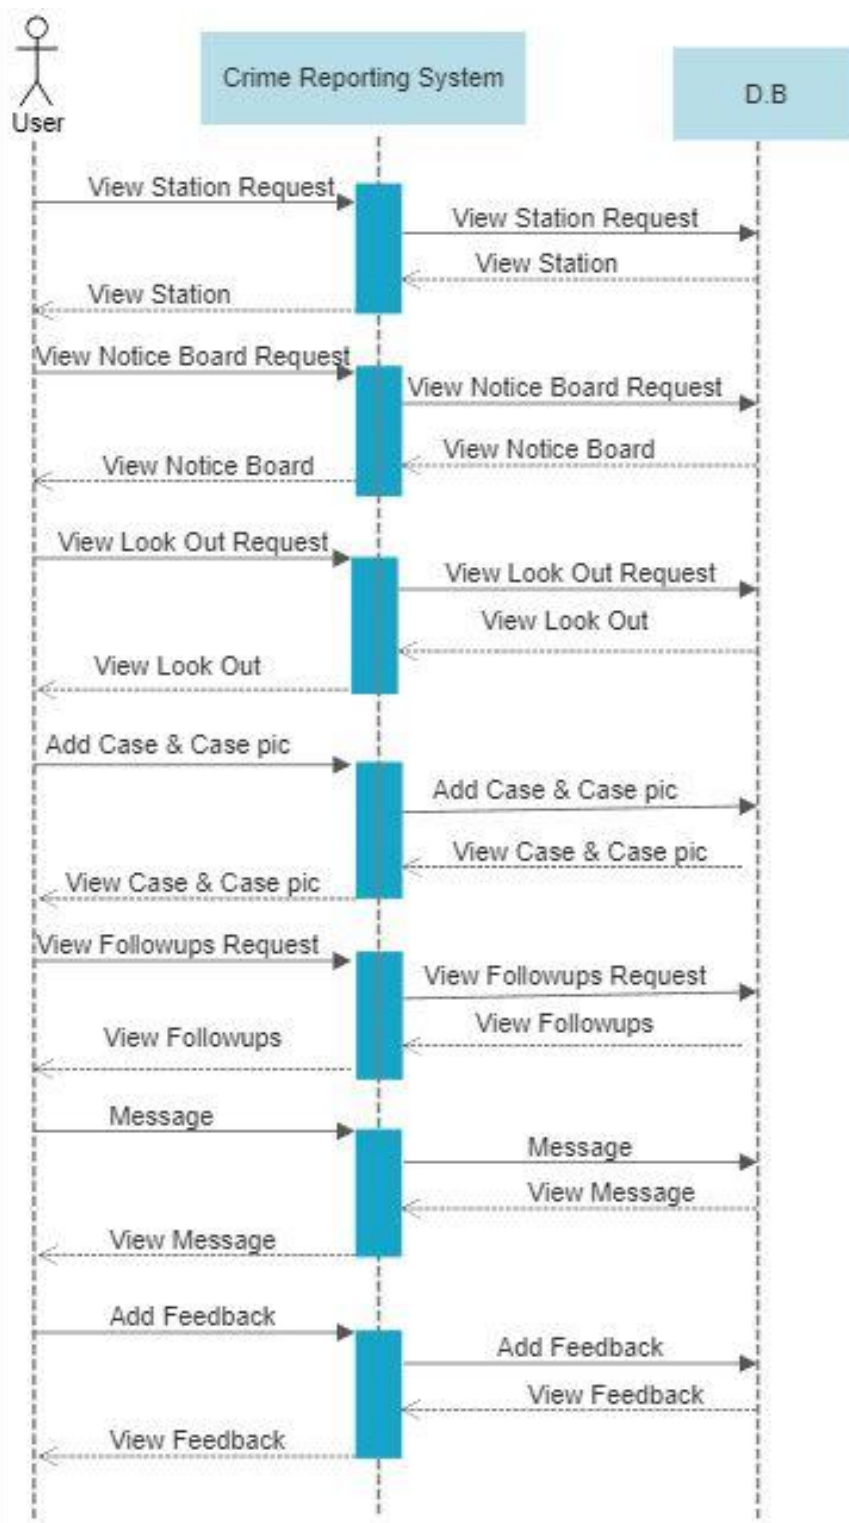 Crime Reporting System
D.B
User
View Station Request
View Station Request
View Station
View Station
View Notice Board Request
View Notice Board Request
View Notice Board
View Notice Board
View Look Out Request
View Look Out Request
View Look Out
View Look Out
Add Case & Case pic
Add Case & Case pic
View Case & Case pic
View Case & Case pic
View Followups Request
View Followups Request
View Followups
View Followups
Message
Message
View Message
View Message
Add Feedback
Add Feedback
View Feedback
View Feedback